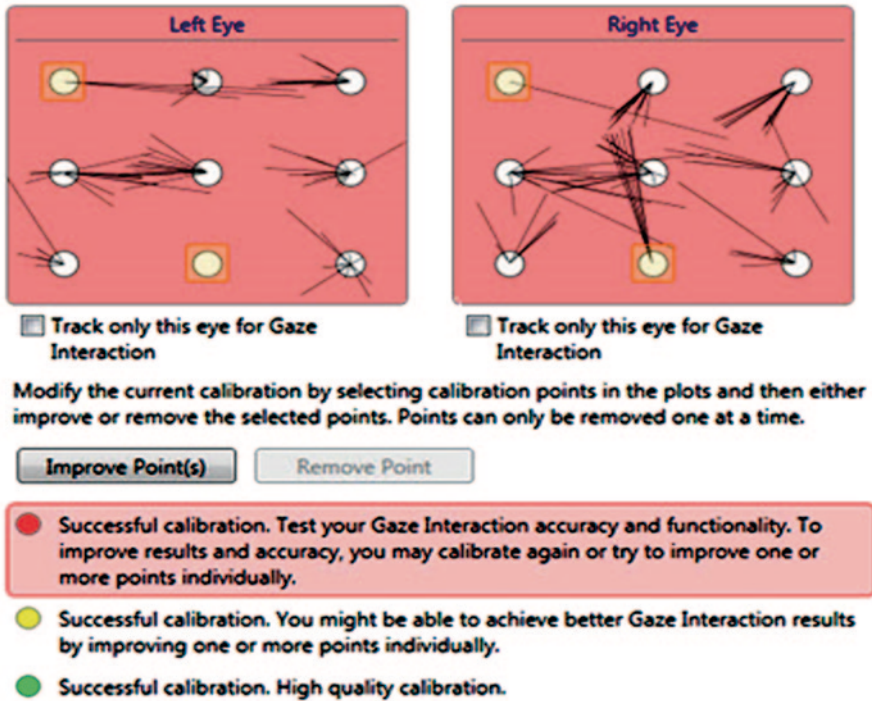 Left Eye
Right Eye
Track only this eye for Gaze
Interaction
Track only this eye for Gaze
Interaction
Modify the current calibration by selecting calibration points in the plots and then either
improve or remove the selected points. Points can only be removed one at a time.
Improve Point(s)
Remove Point
Successful calibration. Test your Gaze Interaction accuracy and functionality. To
improve results and accuracy, you may calibrate again or try to improve one or
more points individually.
Successful calibration. You might be able to achieve better Gaze Interaction results
by improving one or more points individually.
Successful calibration. High quality calibration.